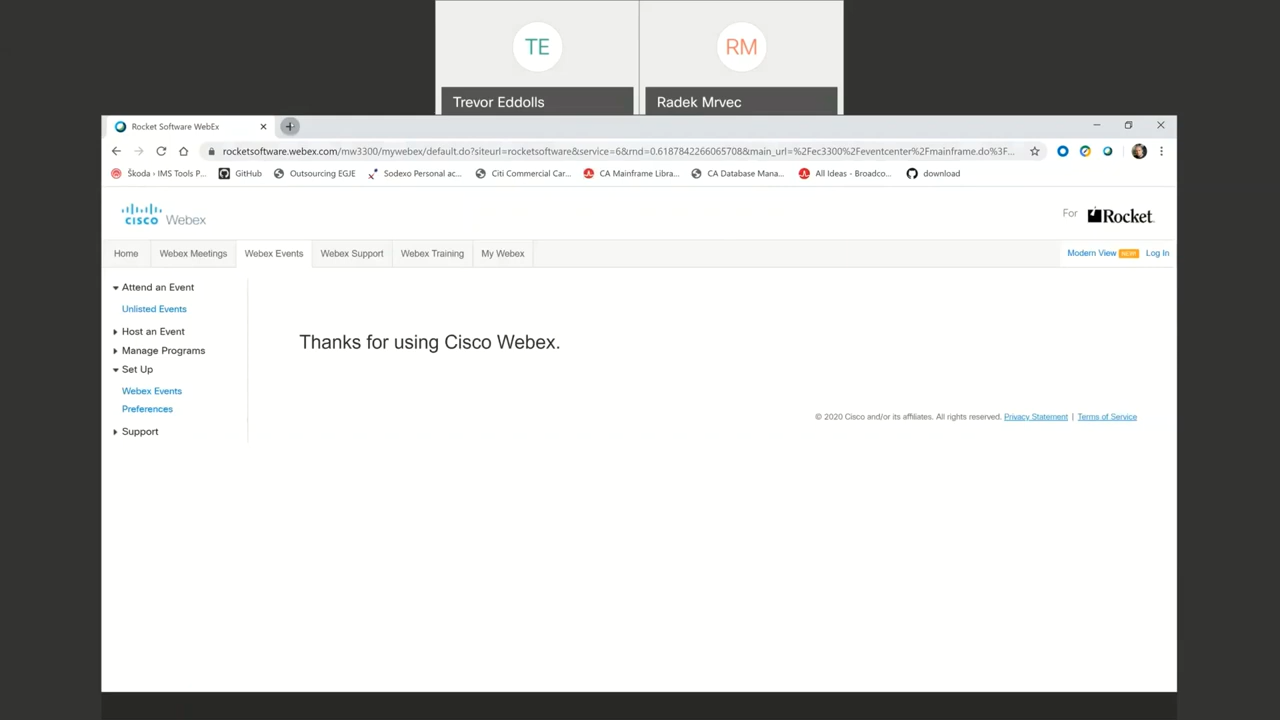 TE
RM
Trevor Eddolls
Radek Mrvec
Rocket Software WebEx
rocketsoftware.webex.com/mw3300/mywebex/default.do?siteurl=rocketsoftware&service=6&rnd=0.6187842266065708&main_url=%2Fec3300%2Feventcenter%2Fmainframe.do%3F...
Škoda › IMS Tools P...
GitHub
Outsourcing EGJE
Sodexo Personal ac...
Citi Commercial Car...
CA Mainframe Libra...
CA Database Mana...
All Ideas - Broadco...
download
CISCO Webex
For Rocket.
Home
Webex Meetings
Webex Events
Webex Support
Webex Training
My Webex
Modern View NEW!
Log In
Attend an Event
Unlisted Events
Host an Event
Manage Programs
Set Up
Webex Events
Preferences
Support
Thanks for using Cisco Webex.
© 2020 Cisco and/or its affiliates. All rights reserved. Privacy Statement | Terms of Service